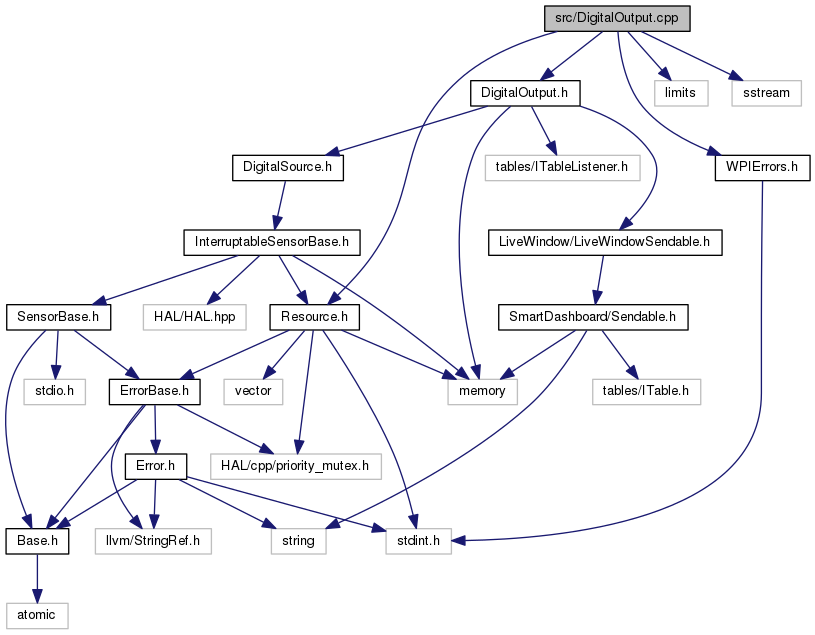 src/DigitalOutput.cpp
DigitalOutput.h
limits
sstream
DigitalSource.h
tables/ITableListener.h
WPIErrors.h
InterruptableSensorBase.h
LiveWindow/LiveWindowSendable.h
SensorBase.h
HAL/HAL.hpp
Resource.h
SmartDashboard/Sendable.h
stdio.h
ErrorBase.h
vector
memory
tables/ITable.h
Error.h
HAL/cpp/priority_mutex.h
Base.h
llvm/StringRef.h
string
stdint.h
atomic